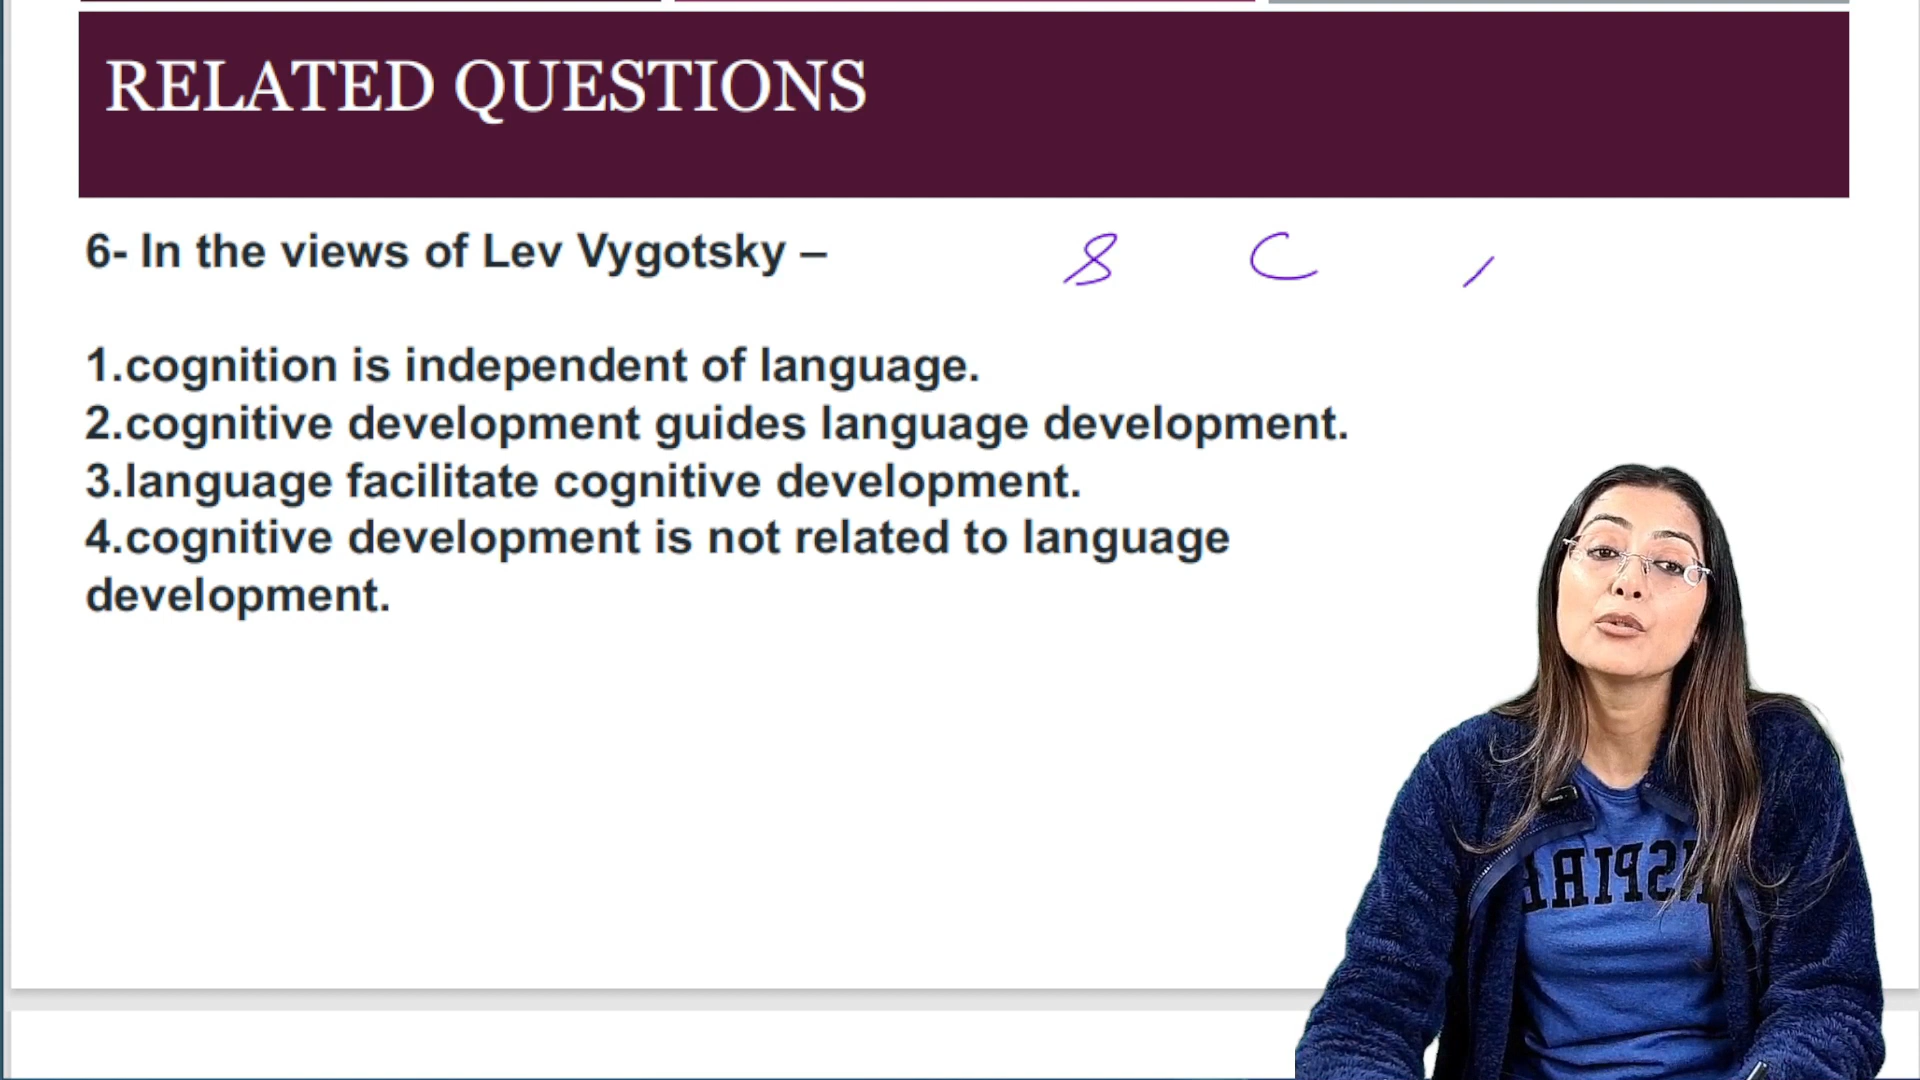 RELATED QUESTIONS
6- In the views of Lev Vygotsky –
S C
1.cognition is independent of language.
2.cognitive development guides language development.
3.language facilitate cognitive development.
4.cognitive development is not related to language
development.